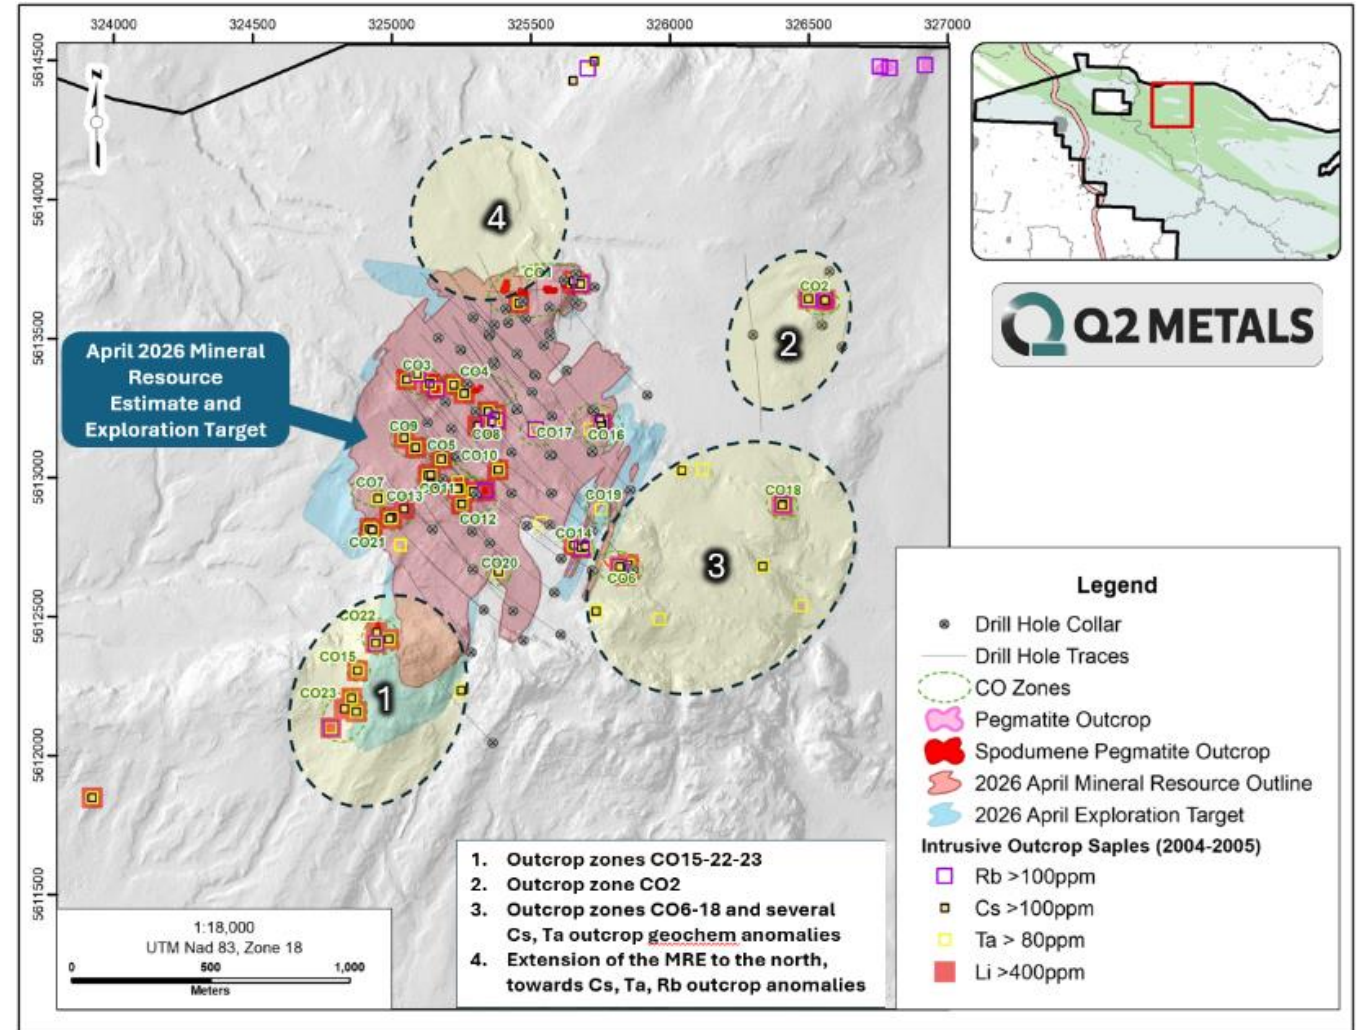 324000 324500 325000 325500 326000 326500 327000
5614500
5614000
5613500
5613000
5612500
5612000
5611500
N
4
CO1
CO2
2
April 2026 Mineral
Resource
Estimate and
Exploration Target
CO3
CO4
CO9
CO8
CO17
CO16
CO5
CO10
CO7
CO13
CO11
CO12
CO19
CO18
CO21
CO14
CO20
CO6
3
CO22
CO15
CO23
1
Q2 METALS
Legend
Drill Hole Collar
Drill Hole Traces
CO Zones
Pegmatite Outcrop
Spodumene Pegmatite Outcrop
2026 April Mineral Resource Outline
2026 April Exploration Target
Intrusive Outcrop Saples (2004-2005)
Rb >100ppm
Cs >100ppm
Ta > 80ppm
Li >400ppm
1. Outcrop zones CO15-22-23
2. Outcrop zone CO2
3. Outcrop zones CO6-18 and several
Cs, Ta outcrop geochem anomalies
4. Extension of the MRE to the north,
towards Cs, Ta, Rb outcrop anomalies
1:18,000
UTM Nad 83, Zone 18
0 500 1,000
Meters